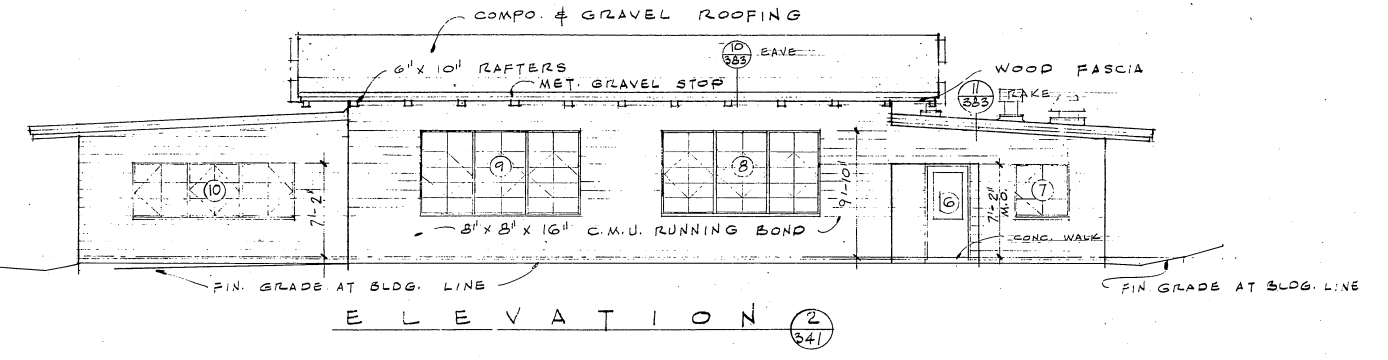 COMPO. & GRAVEL ROOFING
10
383
EAVE
6" X 10" RAFTERS
MET. GRAVEL STOP
WOOD FASCIA
11
383
RAKE
9
8
10
7'-2"
9'-10"
6
7'-2"
M.O.
7
8" X 8" X 16" C.M.U. RUNNING BOND
CONC. WALK
FIN. GRADE AT BLDG. LINE
FIN. GRADE AT BLDG. LINE
ELEVATION
2
341